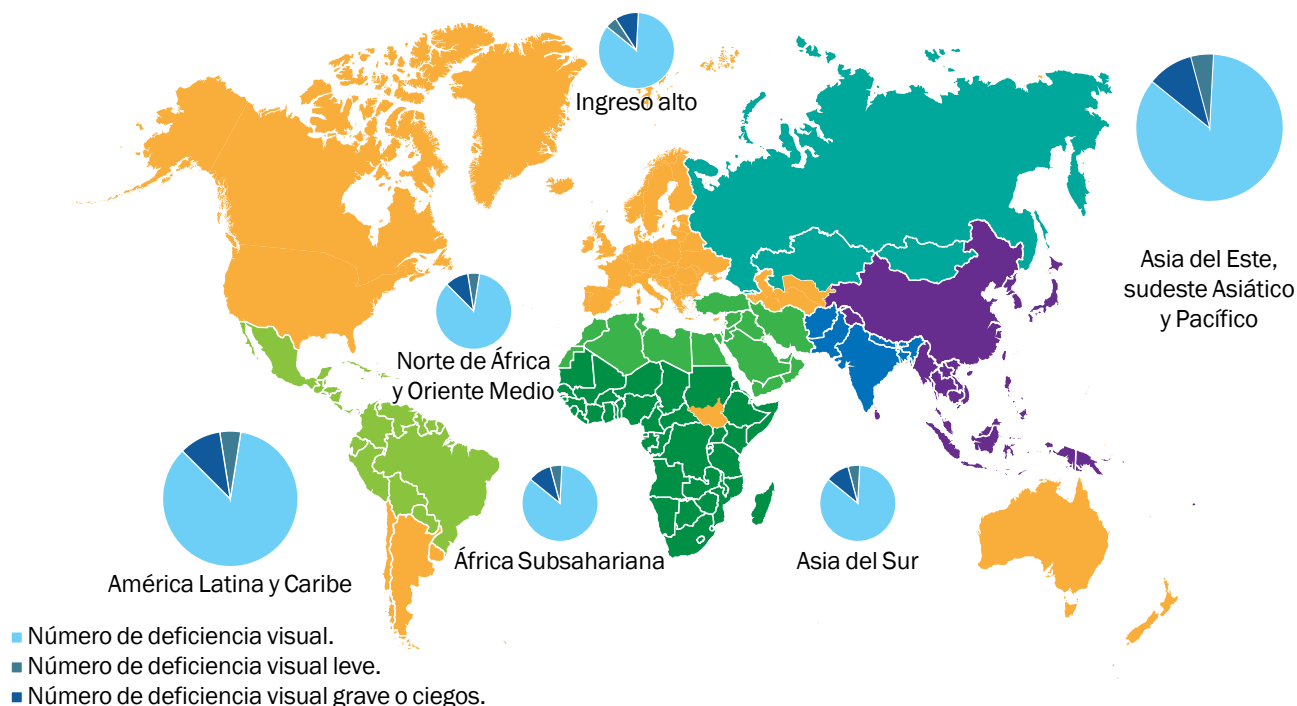 Ingreso alto
Asia del Este,
sudeste Asiático
y Pacífico
Norte de África
y Oriente Medio
América Latina y Caribe
África Subsahariana
Asia del Sur
Número de deficiencia visual.
Número de deficiencia visual leve.
Número de deficiencia visual grave o ciegos.